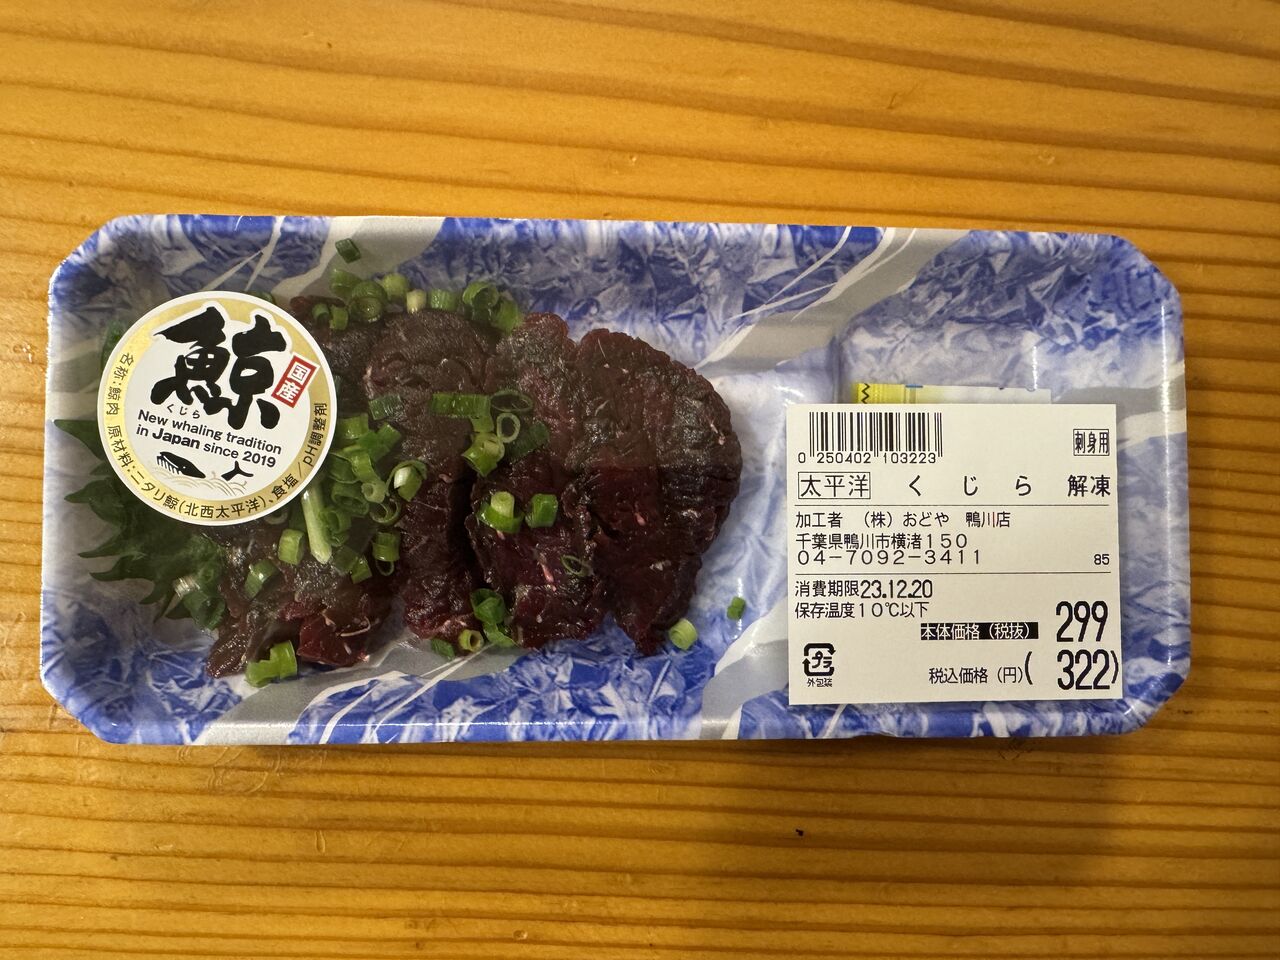 鯨
くじら
国産
New whaling tradition
in Japan since 2019
名称:鯨肉 原材料:ニタリ鯨(北西太平洋)、食塩/pH調整剤
0 250402 103223
刺身用
太平洋 くじら 解凍
加工者 (株)おどや 鴨川店
千葉県鴨川市横渚150
04-7092-3411
85
消費期限23.12.20
保存温度10℃以下
本体価格(税抜) 299
プラ
外包装
税込価格(円)( 322)